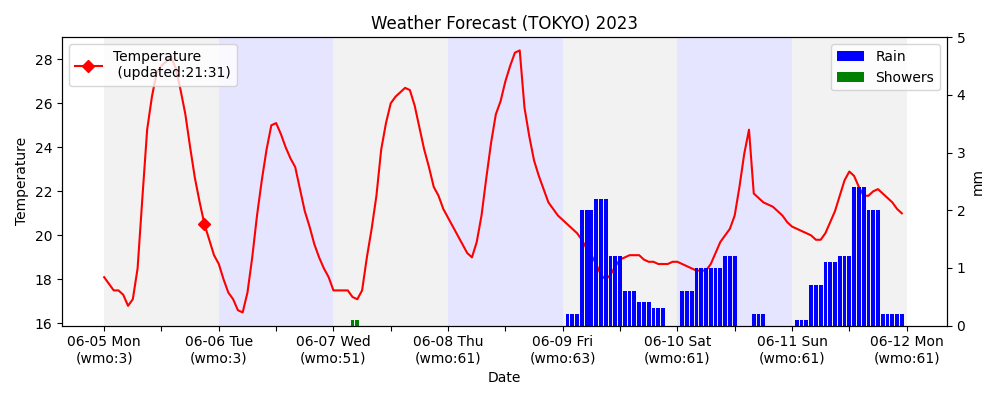 Weather Forecast (TOKYO) 2023
Temperature
(updated:21:31)
Rain
Showers
Temperature
28
26
24
22
20
18
16
5
4
3
2
1
0
mm
06-05 Mon
(wmo:3)
06-06 Tue
(wmo:3)
06-07 Wed
(wmo:51)
06-08 Thu
(wmo:61)
06-09 Fri
(wmo:63)
06-10 Sat
(wmo:61)
06-11 Sun
(wmo:61)
06-12 Mon
(wmo:61)
Date